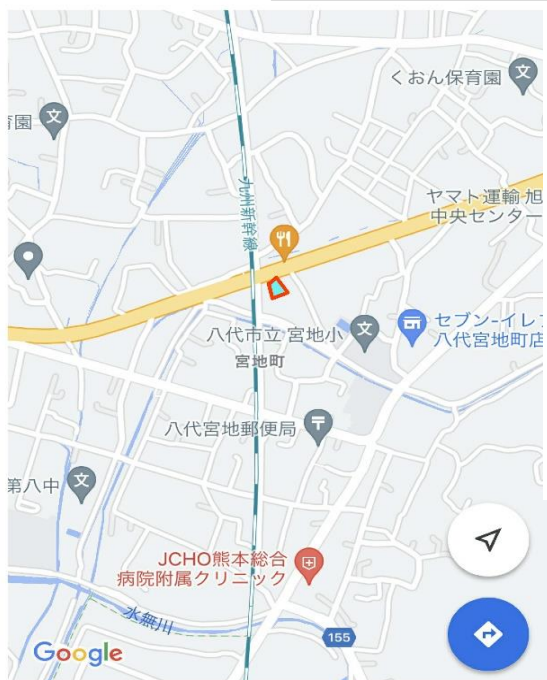 くおん保育園
育園
九州新幹線
ヤマト運輸 旭
中央センター
八代市立 宮地小
セブン-イレブ
八代宮地町店
宮地町
八代宮地郵便局
第八中
JCHO熊本総合
病院附属クリニック
水無川
155
Google
文
文
文
文
〒